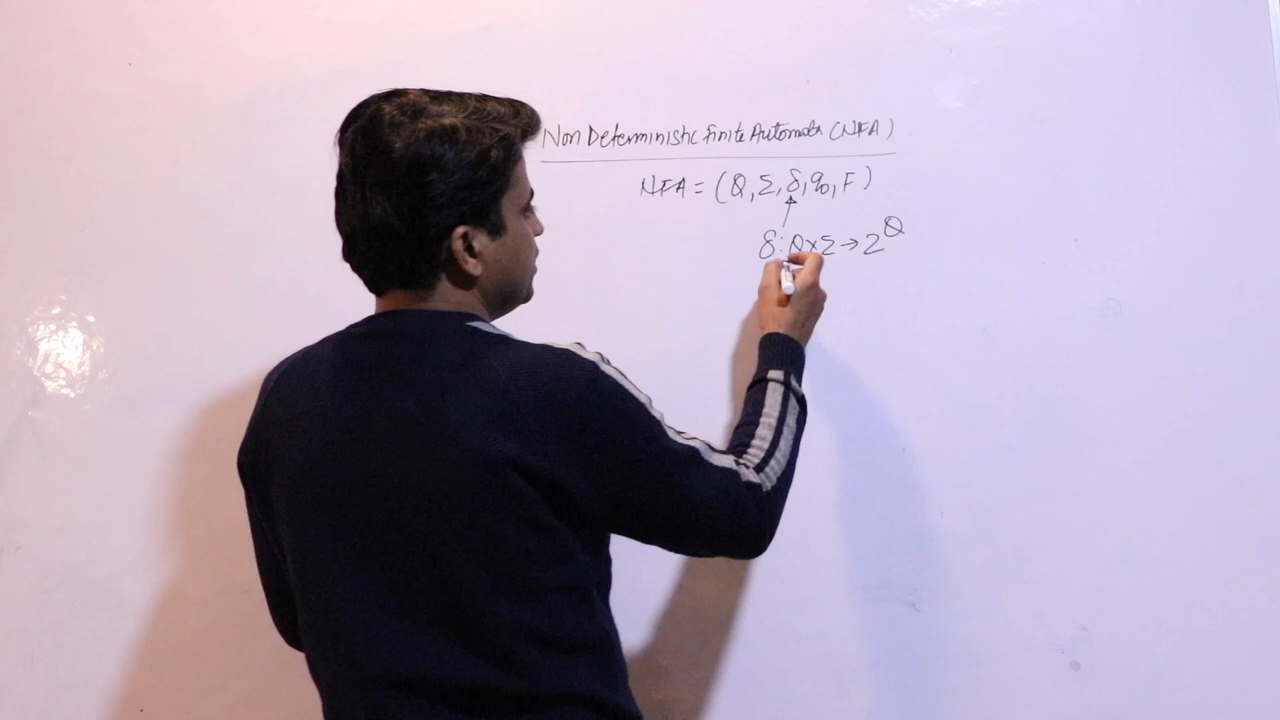 Non Deterministic Finite Automata (NFA)
NFA = (Q, Σ, δ, q₀, F)
δ: Q×Σ → 2^Q